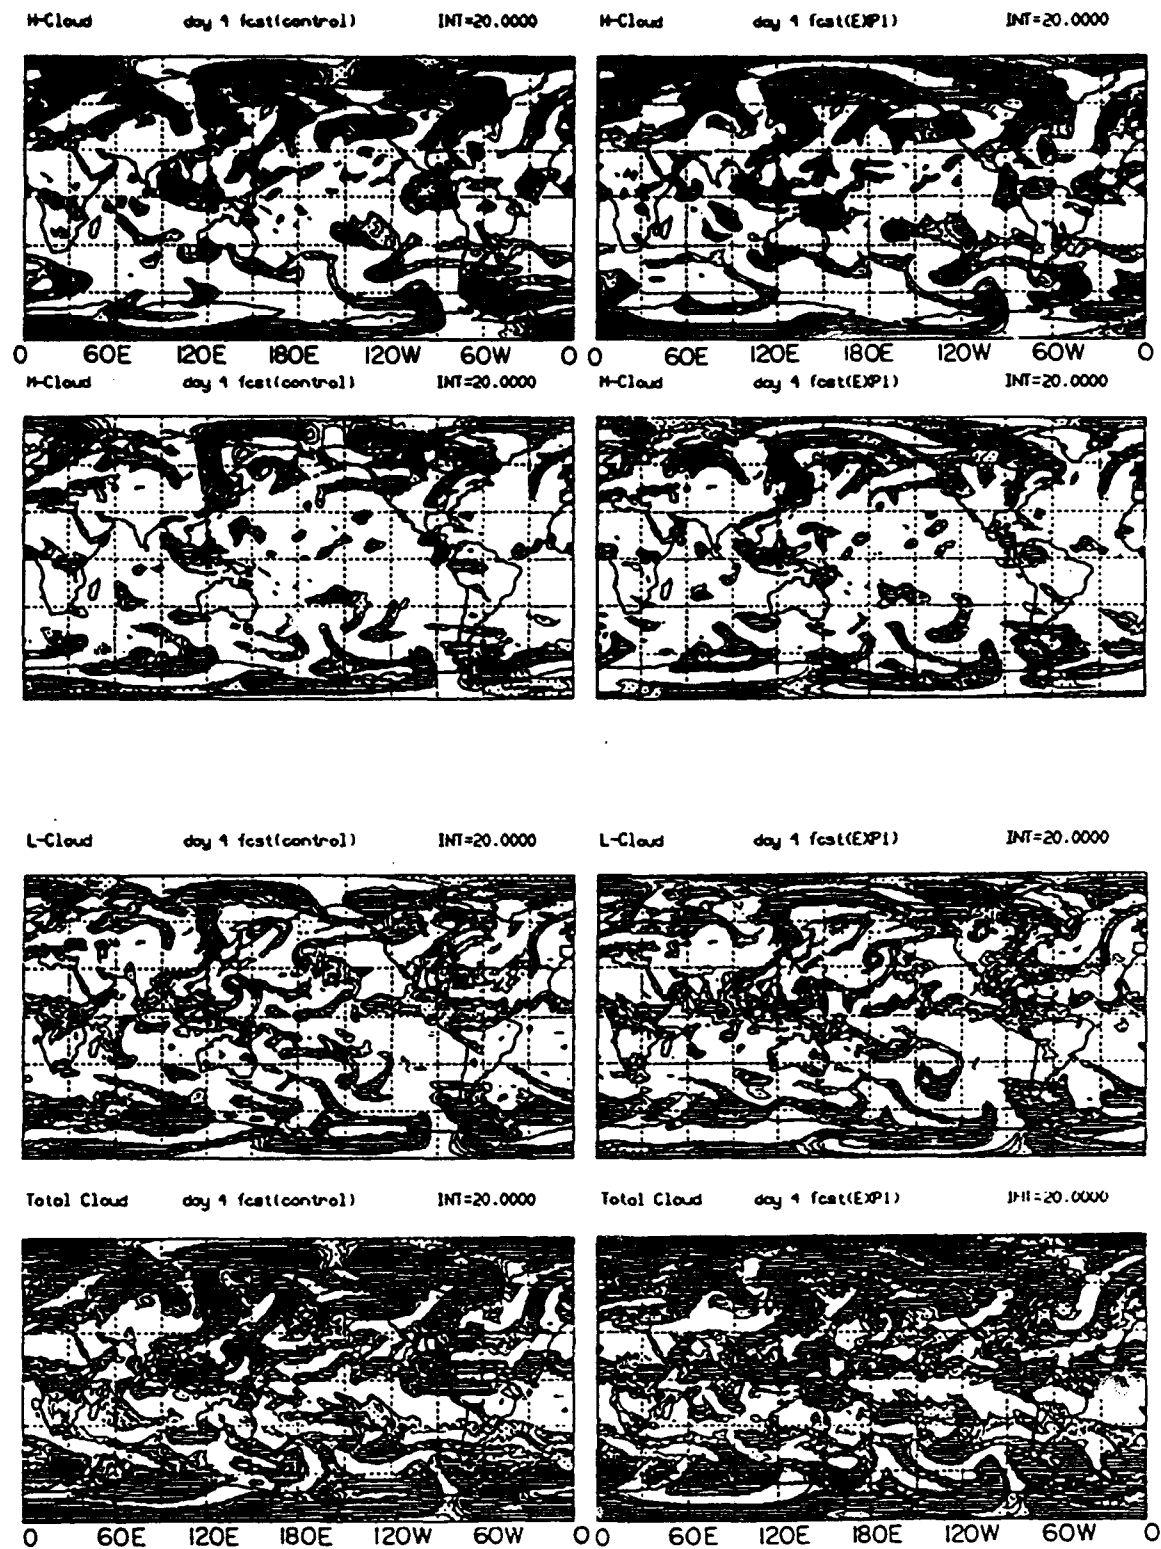 H-Cloud day 4 fcst(control) INT=20.0000 H-Cloud day 4 fcst(EXP1) INT=20.0000
0 60E 120E 180E 120W 60W 0 0 60E 120E 180E 120W 60W 0
M-Cloud day 4 fcst(control) INT=20.0000 M-Cloud day 4 fcst(EXP1) INT=20.0000
L-Cloud day 4 fcst(control) INT=20.0000 L-Cloud day 4 fcst(EXP1) INT=20.0000
Total Cloud day 4 fcst(control) INT=20.0000 Total Cloud day 4 fcst(EXP1) INT=20.0000
0 60E 120E 180E 120W 60W 0 0 60E 120E 180E 120W 60W 0